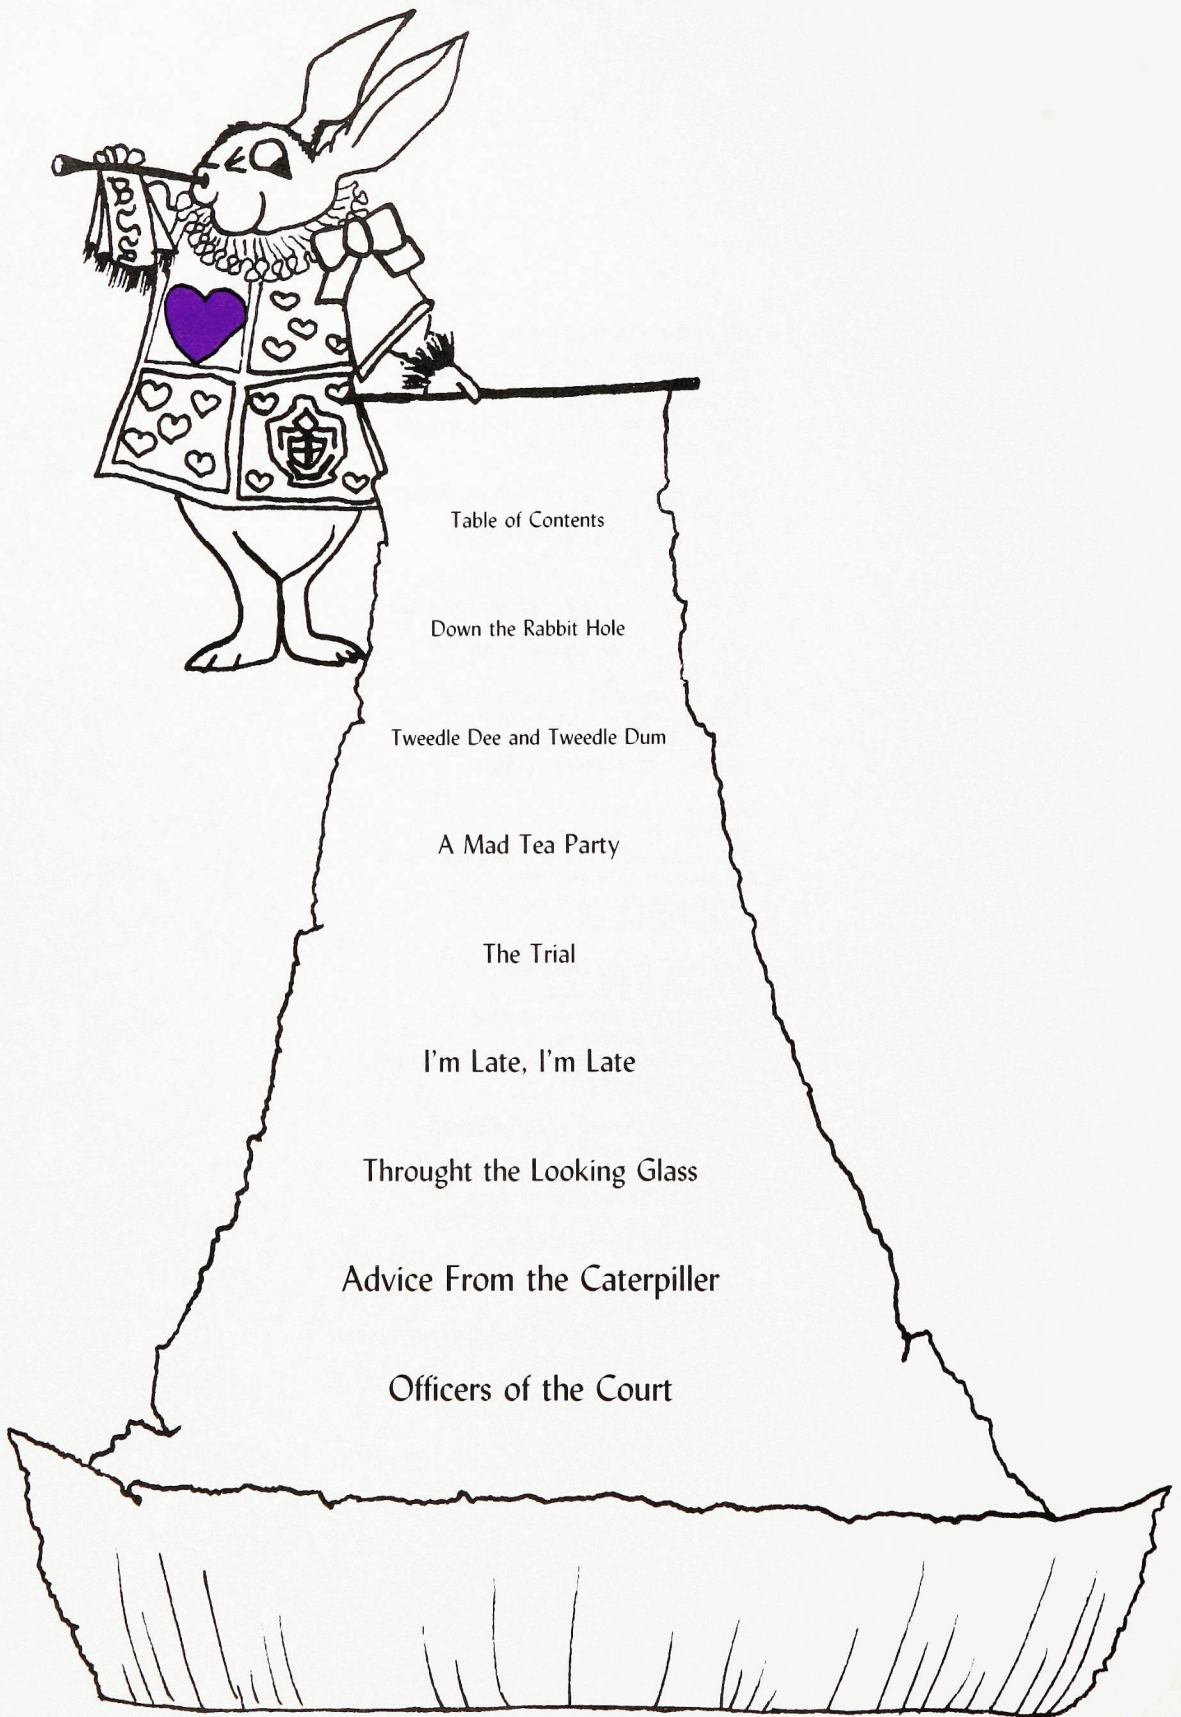 Table of Contents
Down the Rabbit Hole
Tweedle Dee and Tweedle Dum
A Mad Tea Party
The Trial
I'm Late, I'm Late
Throught the Looking Glass
Advice From the Caterpiller
Officers of the Court